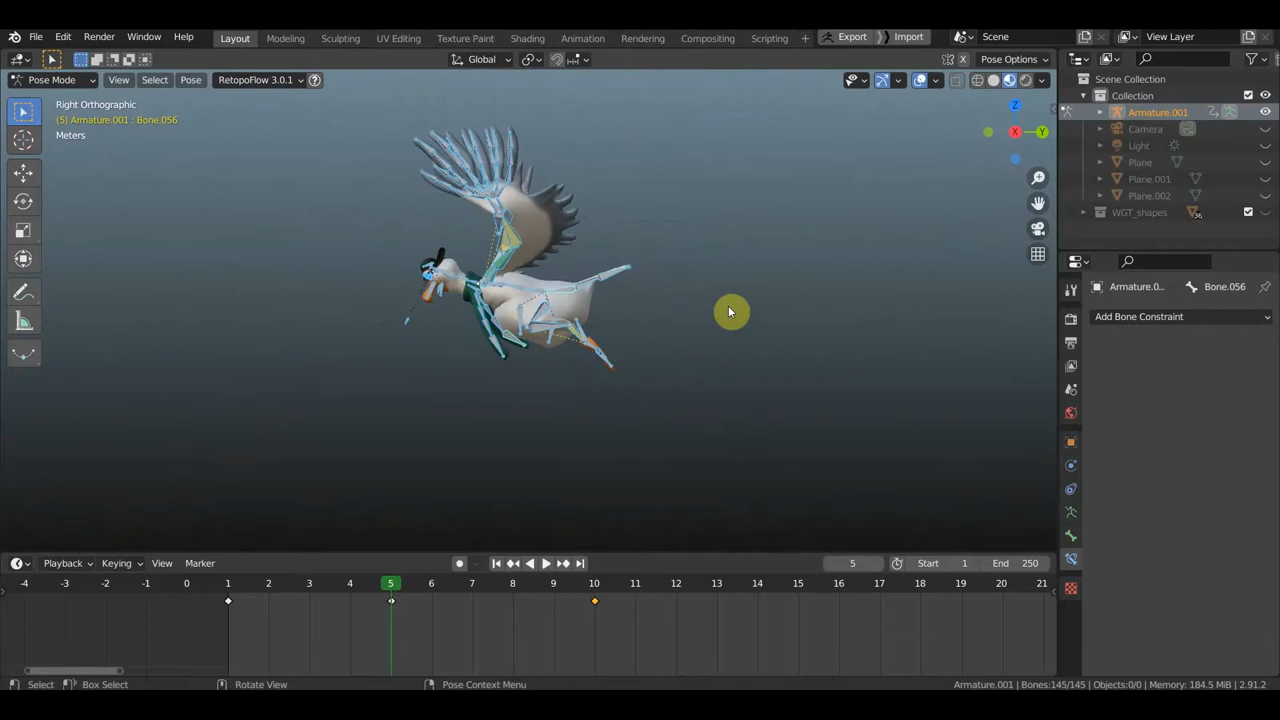 File Edit Render Window Help Layout Modeling Sculpting UV Editing Texture Paint Shading Animation Rendering Compositing Scripting + Export Import Scene View Layer
Global Pose Options
Pose Mode View Select Pose RetopoFlow 3.0.1
Right Orthographic
(5) Armature.001 : Bone.056
Meters
Z
X
Y
Scene Collection
Collection
Armature.001
Camera
Light
Plane
Plane.001
Plane.002
WGT_shapes 36
Armature.0... Bone.056
Add Bone Constraint
Playback Keying View Marker 5 Start 1 End 250
-4 -3 -2 -1 0 1 2 3 4 5 6 7 8 9 10 11 12 13 14 15 16 17 18 19 20 21
Select Box Select Rotate View Pose Context Menu Armature.001 | Bones:145/145 | Objects:0/0 | Memory: 184.5 MiB | 2.91.2